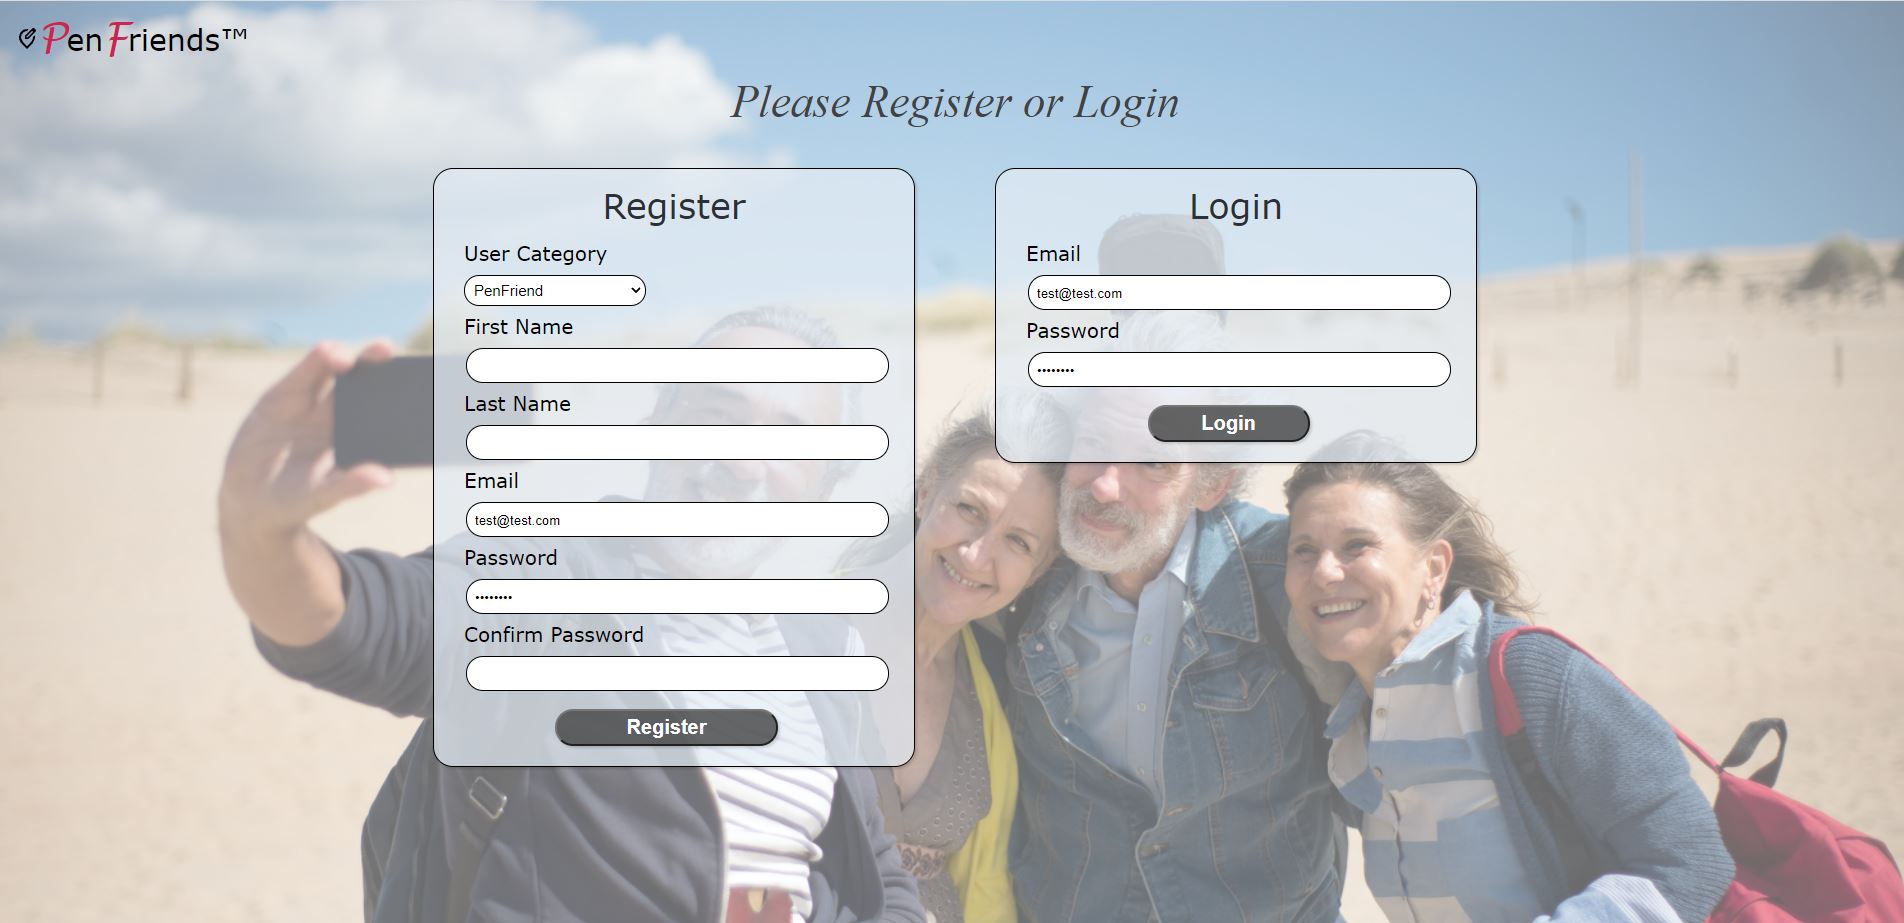 PenFriends™
Please Register or Login
Register
User Category
PenFriend
First Name
Last Name
Email
test@test.com
Password
••••••••
Confirm Password
Register
Login
Email
test@test.com
Password
••••••••
Login